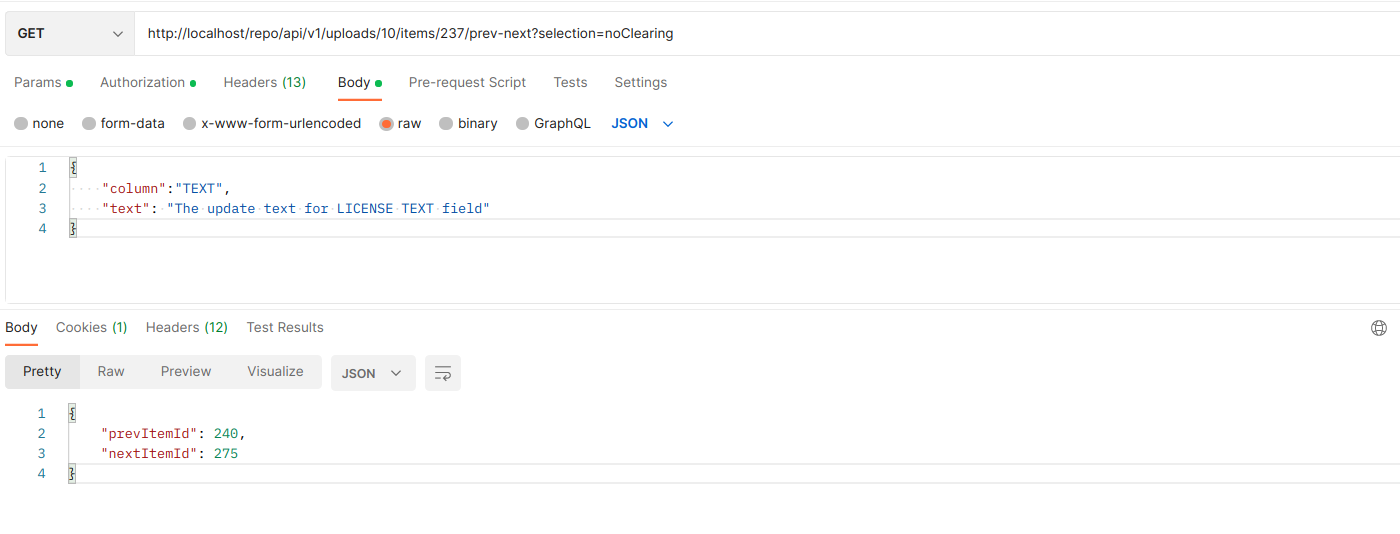 GET http://localhost/repo/api/v1/uploads/10/items/237/prev-next?selection=noClearing
Params Authorization Headers (13) Body Pre-request Script Tests Settings
none form-data x-www-form-urlencoded raw binary GraphQL JSON
1 {
2 "column":"TEXT",
3 "text": "The update text for LICENSE TEXT field"
4 }
Body Cookies (1) Headers (12) Test Results
Pretty Raw Preview Visualize JSON
1 {
2 "prevItemId": 240,
3 "nextItemId": 275
4 }